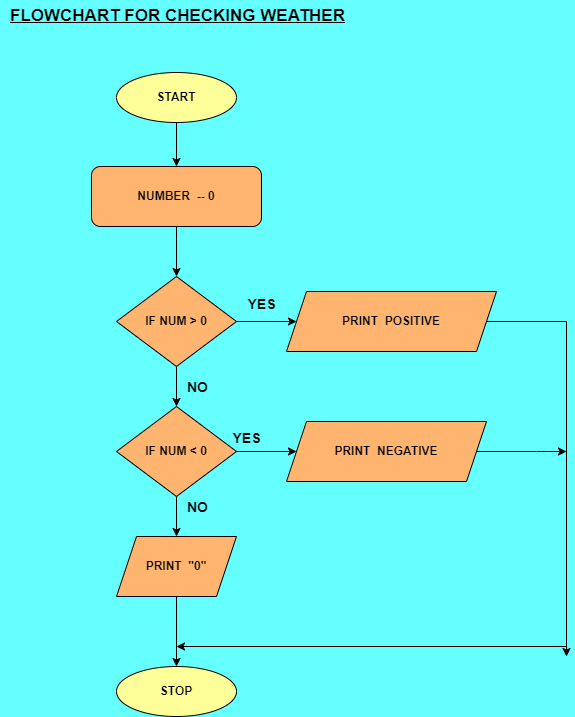 FLOWCHART FOR CHECKING WEATHER
START
NUMBER -- 0
IF NUM > 0
YES
PRINT POSITIVE
NO
IF NUM < 0
YES
PRINT NEGATIVE
NO
PRINT "0"
STOP